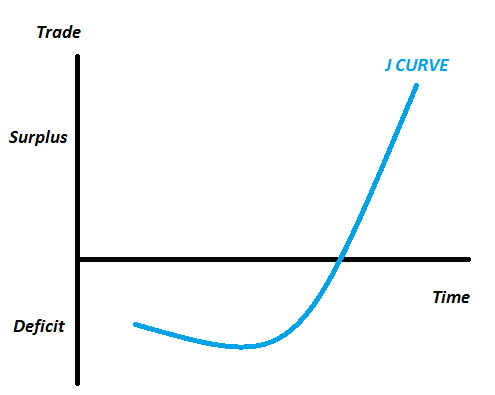 Trade
J CURVE
Surplus
Time
Deficit